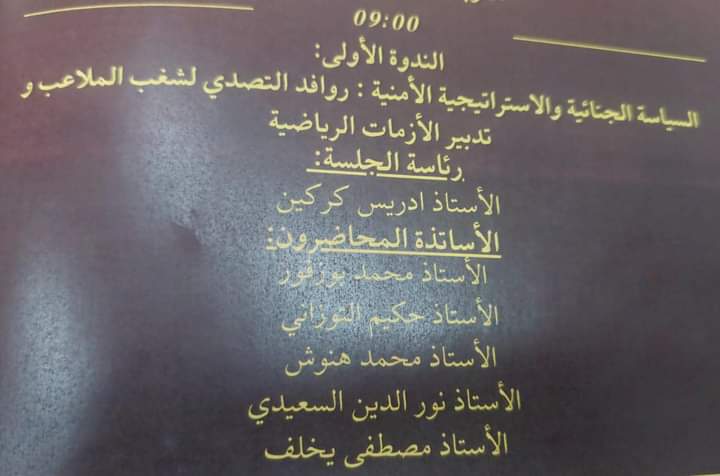 09:00
الندوة الأولى:
السياسة الجنائية والاستراتيجية الأمنية : روافد التصدي لشغب الملاعب و
تدبير الأزمات الرياضية
رئاسة الجلسة:
الأستاذ ادريس كركين
الأساتذة المحاضرون:
الأستاذ محمد بورفور
الأستاذ حكيم التوزاني
الأستاذ محمد هنوش
الأستاذ نور الدين السعيدي
الأستاذ مصطفى يخلف